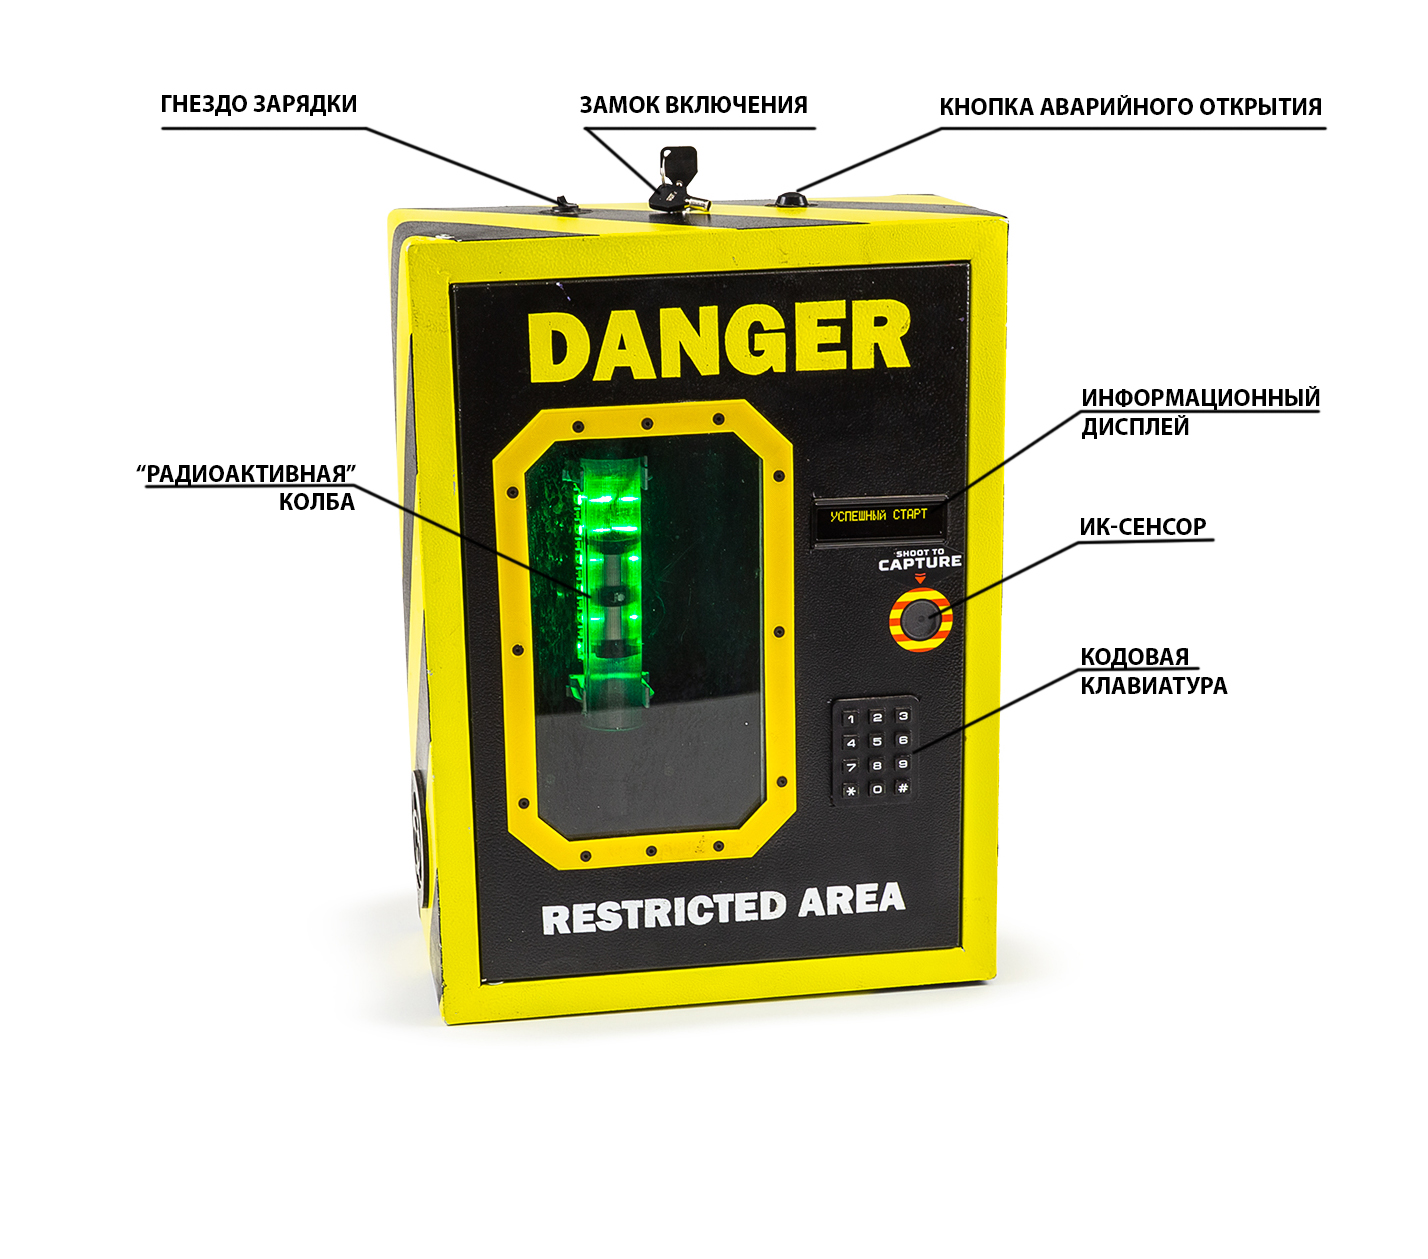 ГНЕЗДО ЗАРЯДКИ
ЗАМОК ВКЛЮЧЕНИЯ
КНОПКА АВАРИЙНОГО ОТКРЫТИЯ
DANGER
ИНФОРМАЦИОННЫЙ
ДИСПЛЕЙ
“РАДИОАКТИВНАЯ”
КОЛБА
УСПЕШНЫЙ СТАРТ
SHOOT TO
CAPTURE
ИК-СЕНСОР
КОДОВАЯ
КЛАВИАТУРА
1 2 3
4 5 6
7 8 9
* 0 #
RESTRICTED AREA